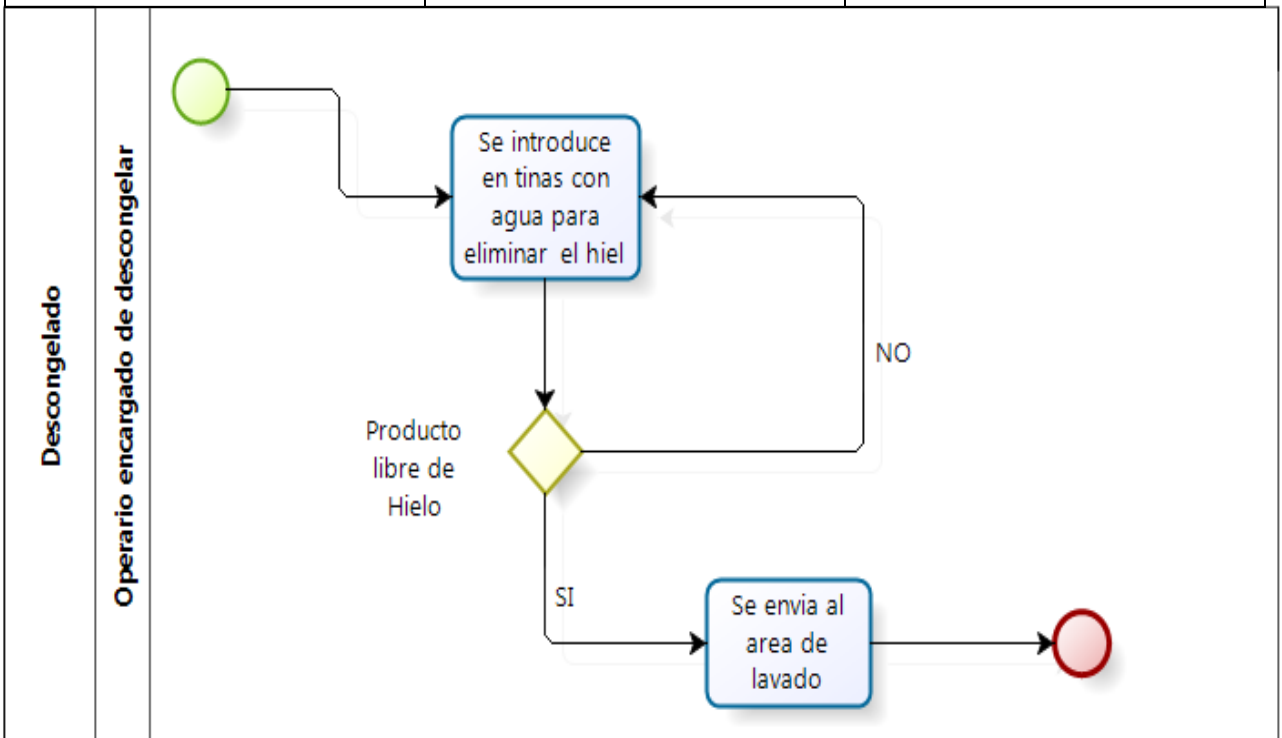 Descongelado
Operario encargado de descongelar
Se introduce
en tinas con
agua para
eliminar el hiel
NO
Producto
libre de
Hielo
SI
Se envia al
area de
lavado